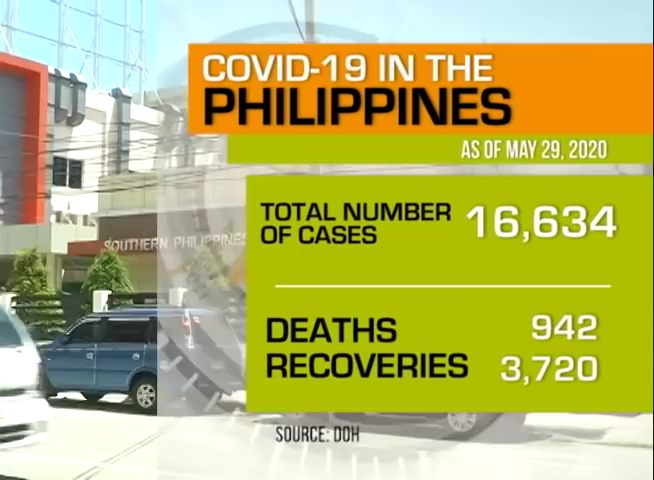 COVID-19 IN THE
PHILIPPINES
AS OF MAY 29, 2020
TOTAL NUMBER
OF CASES
16,634
SOUTHERN PHILIPPINES
DEATHS 942
RECOVERIES 3,720
SOURCE: DOH